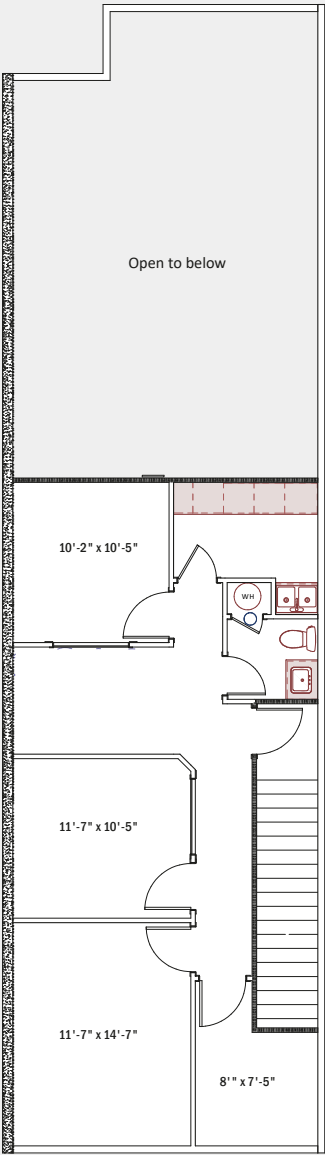 Open to below
10'-2" x 10'-5"
WH
11'-7" x 10'-5"
11'-7" x 14'-7"
8'" x 7'-5"